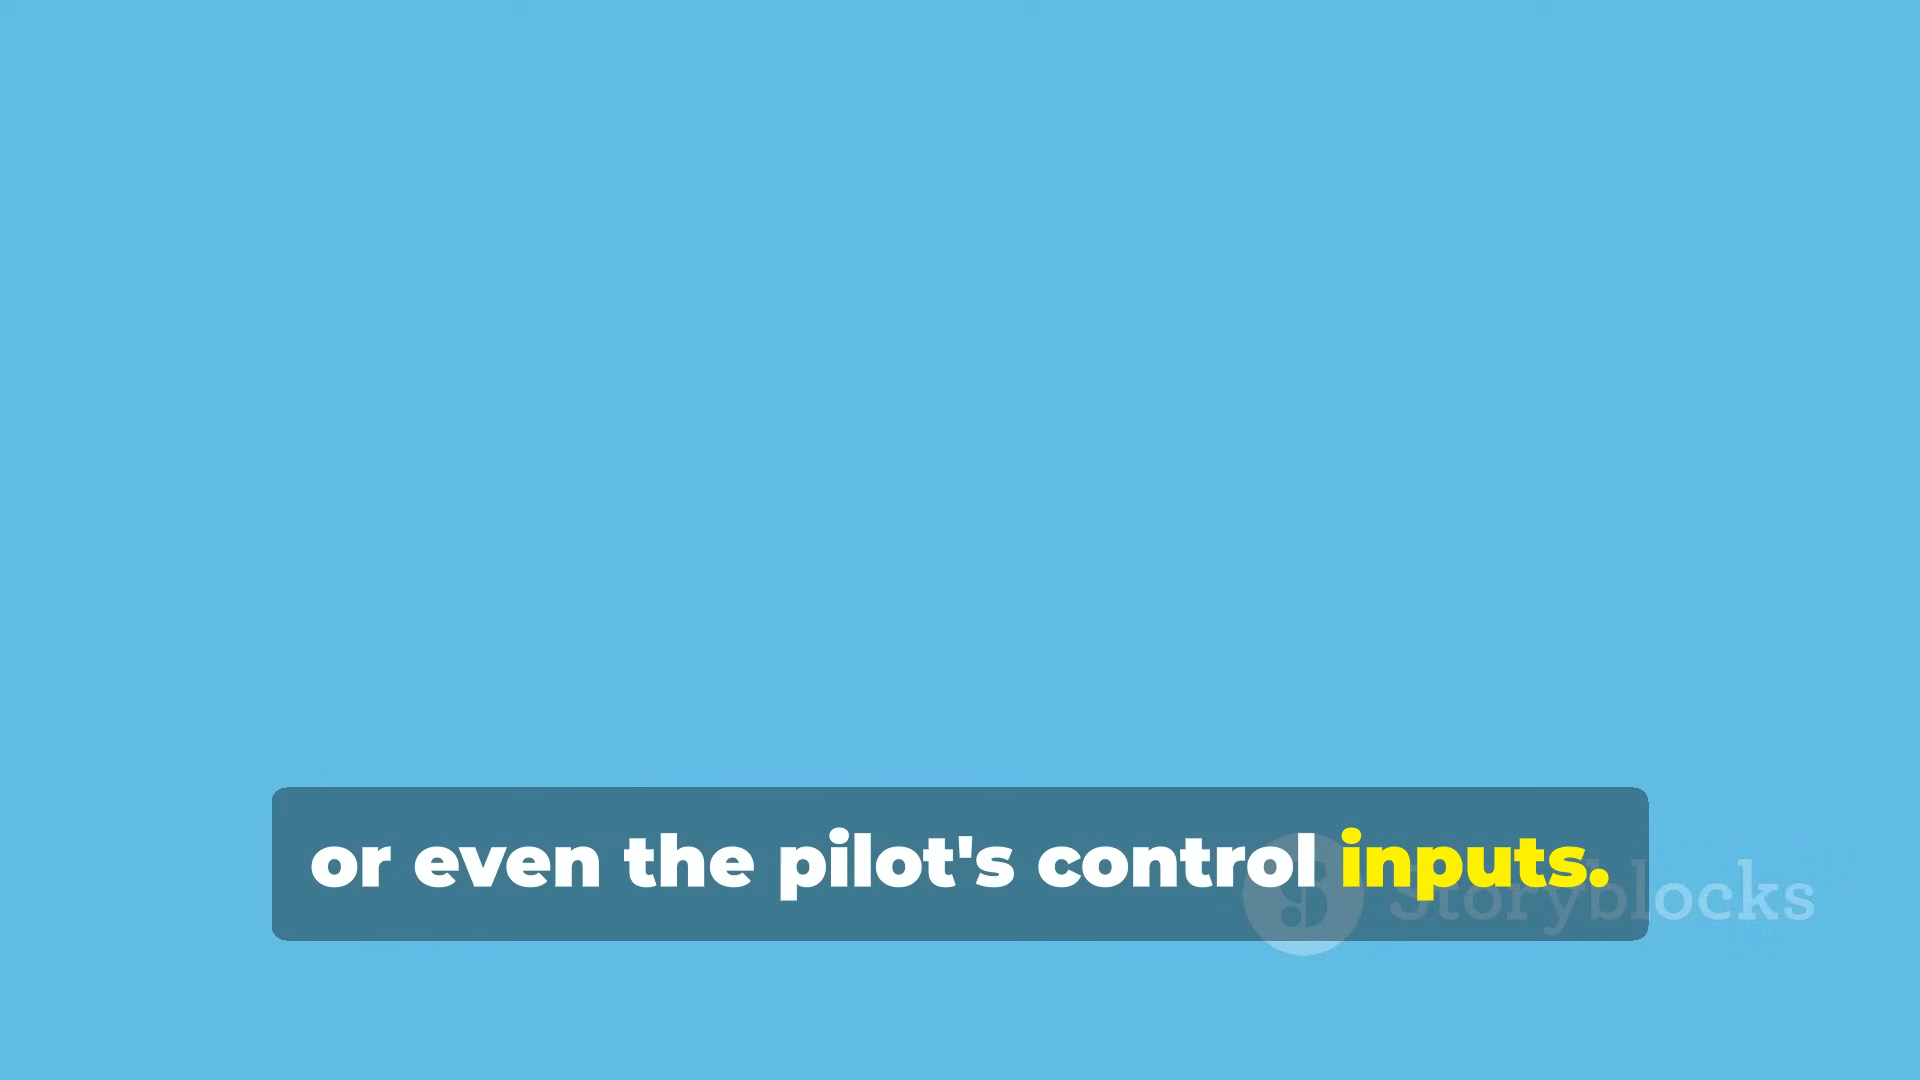 or even the pilot's control inputs.
Storyblocks